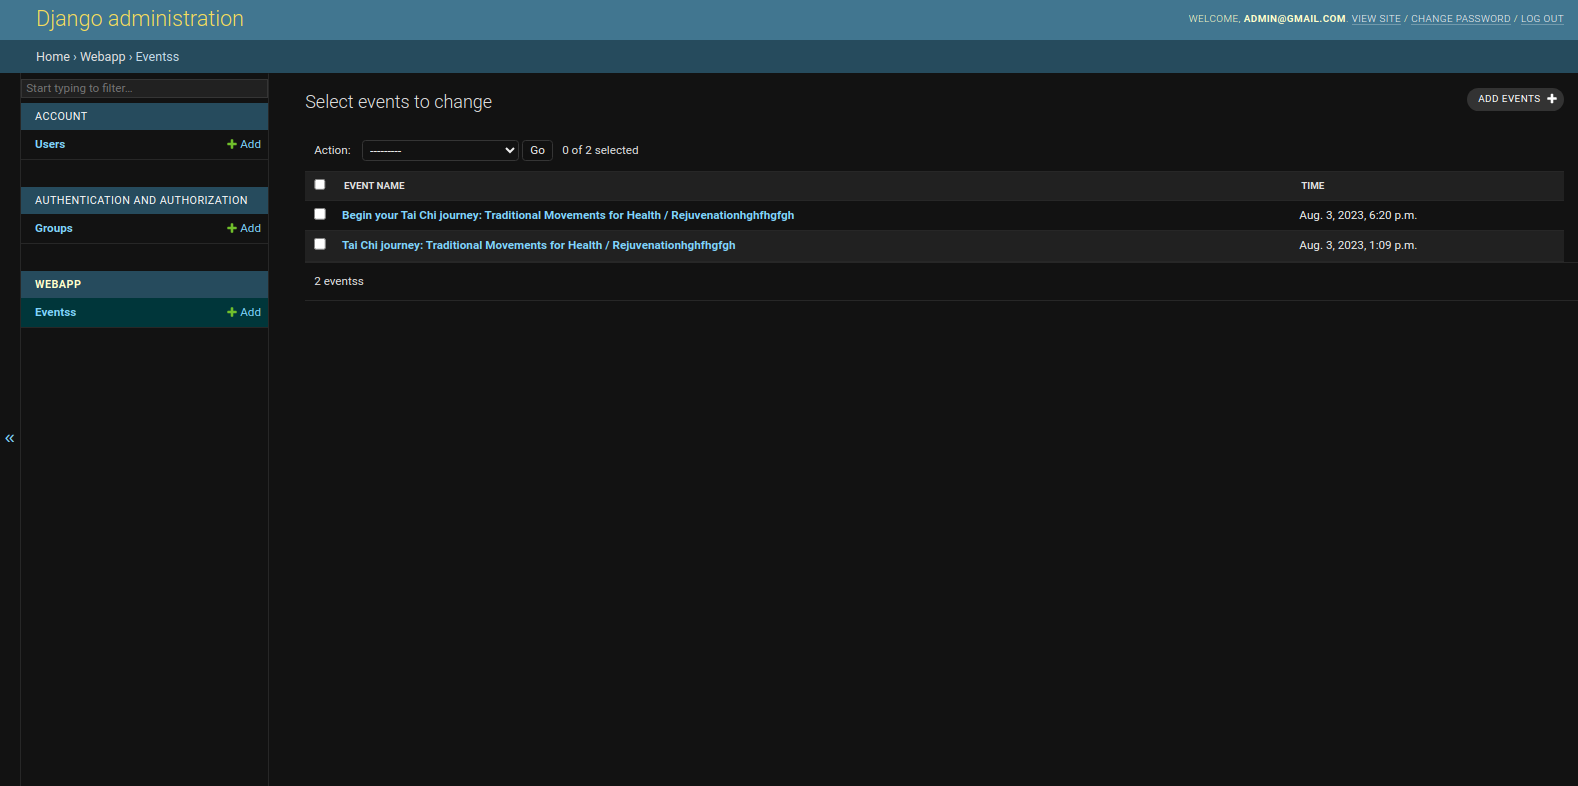 Django administration
WELCOME, ADMIN@GMAIL.COM. VIEW SITE / CHANGE PASSWORD / LOG OUT
Home › Webapp › Eventss
Start typing to filter...
ACCOUNT
Users
Add
AUTHENTICATION AND AUTHORIZATION
Groups
Add
WEBAPP
Eventss
Add
«
Select events to change
ADD EVENTS
Action: --------- Go 0 of 2 selected
EVENT NAME TIME
Begin your Tai Chi journey: Traditional Movements for Health / Rejuvenationhghfhgfgh Aug. 3, 2023, 6:20 p.m.
Tai Chi journey: Traditional Movements for Health / Rejuvenationhghfhgfgh Aug. 3, 2023, 1:09 p.m.
2 eventss